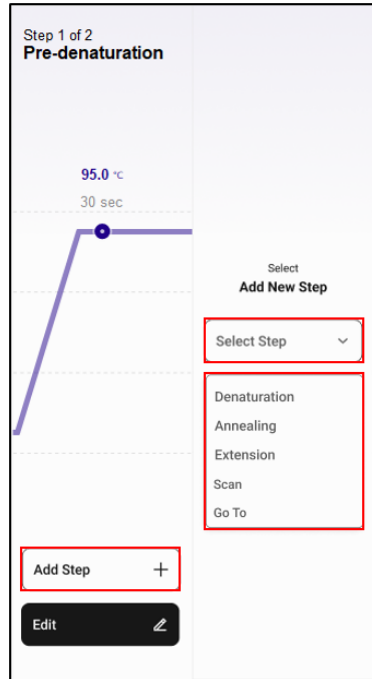 Step 1 of 2
Pre-denaturation
95.0 °C
30 sec
Add Step
Edit
Select
Add New Step
Select Step
Denaturation
Annealing
Extension
Scan
Go To